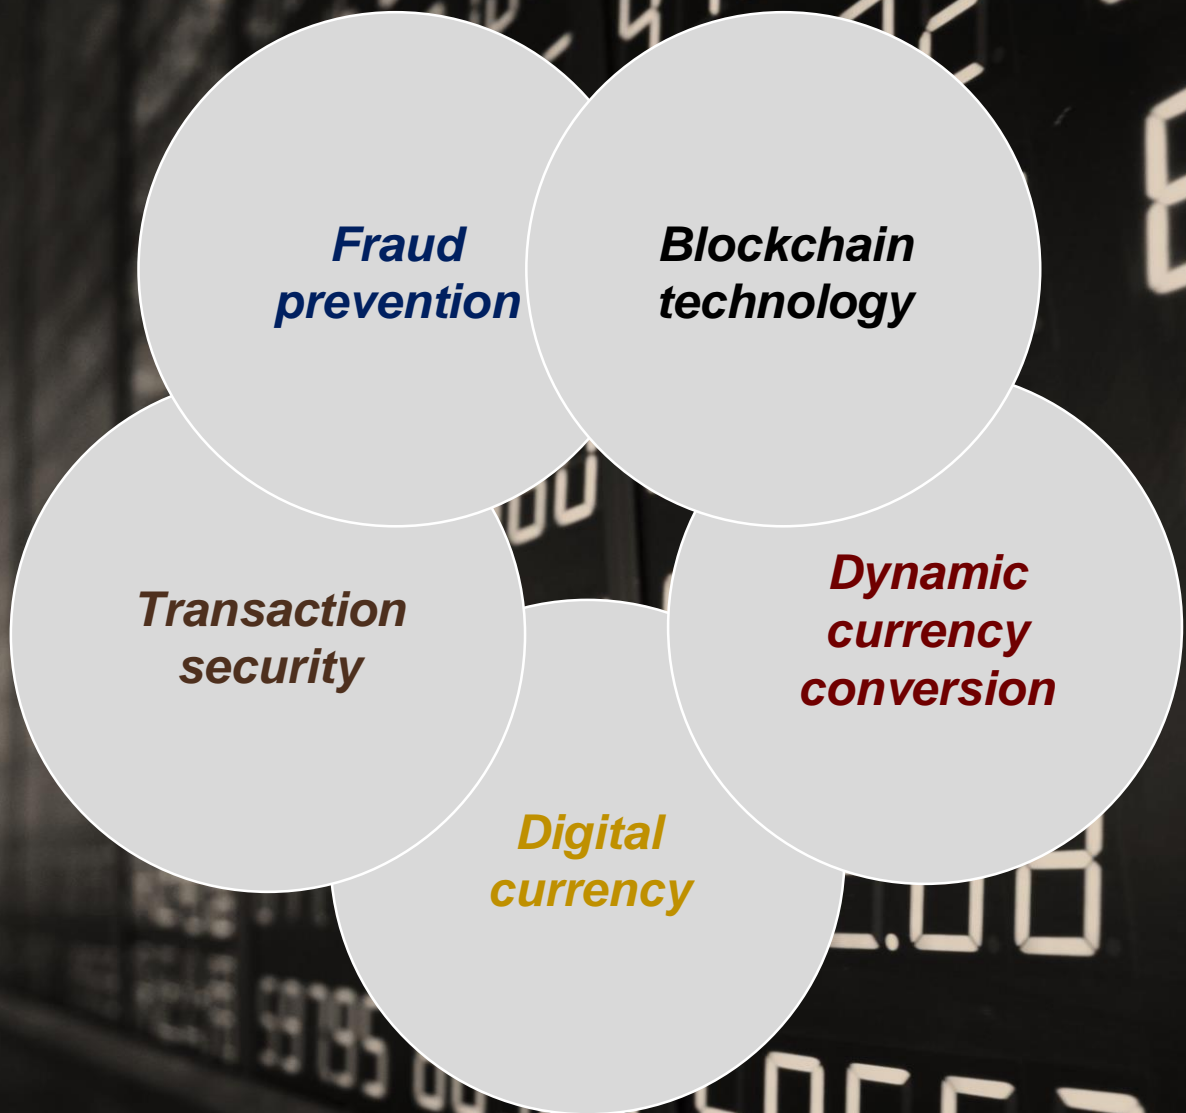 Fraud
prevention
Blockchain
technology
Transaction
security
Dynamic
currency
conversion
Digital
currency